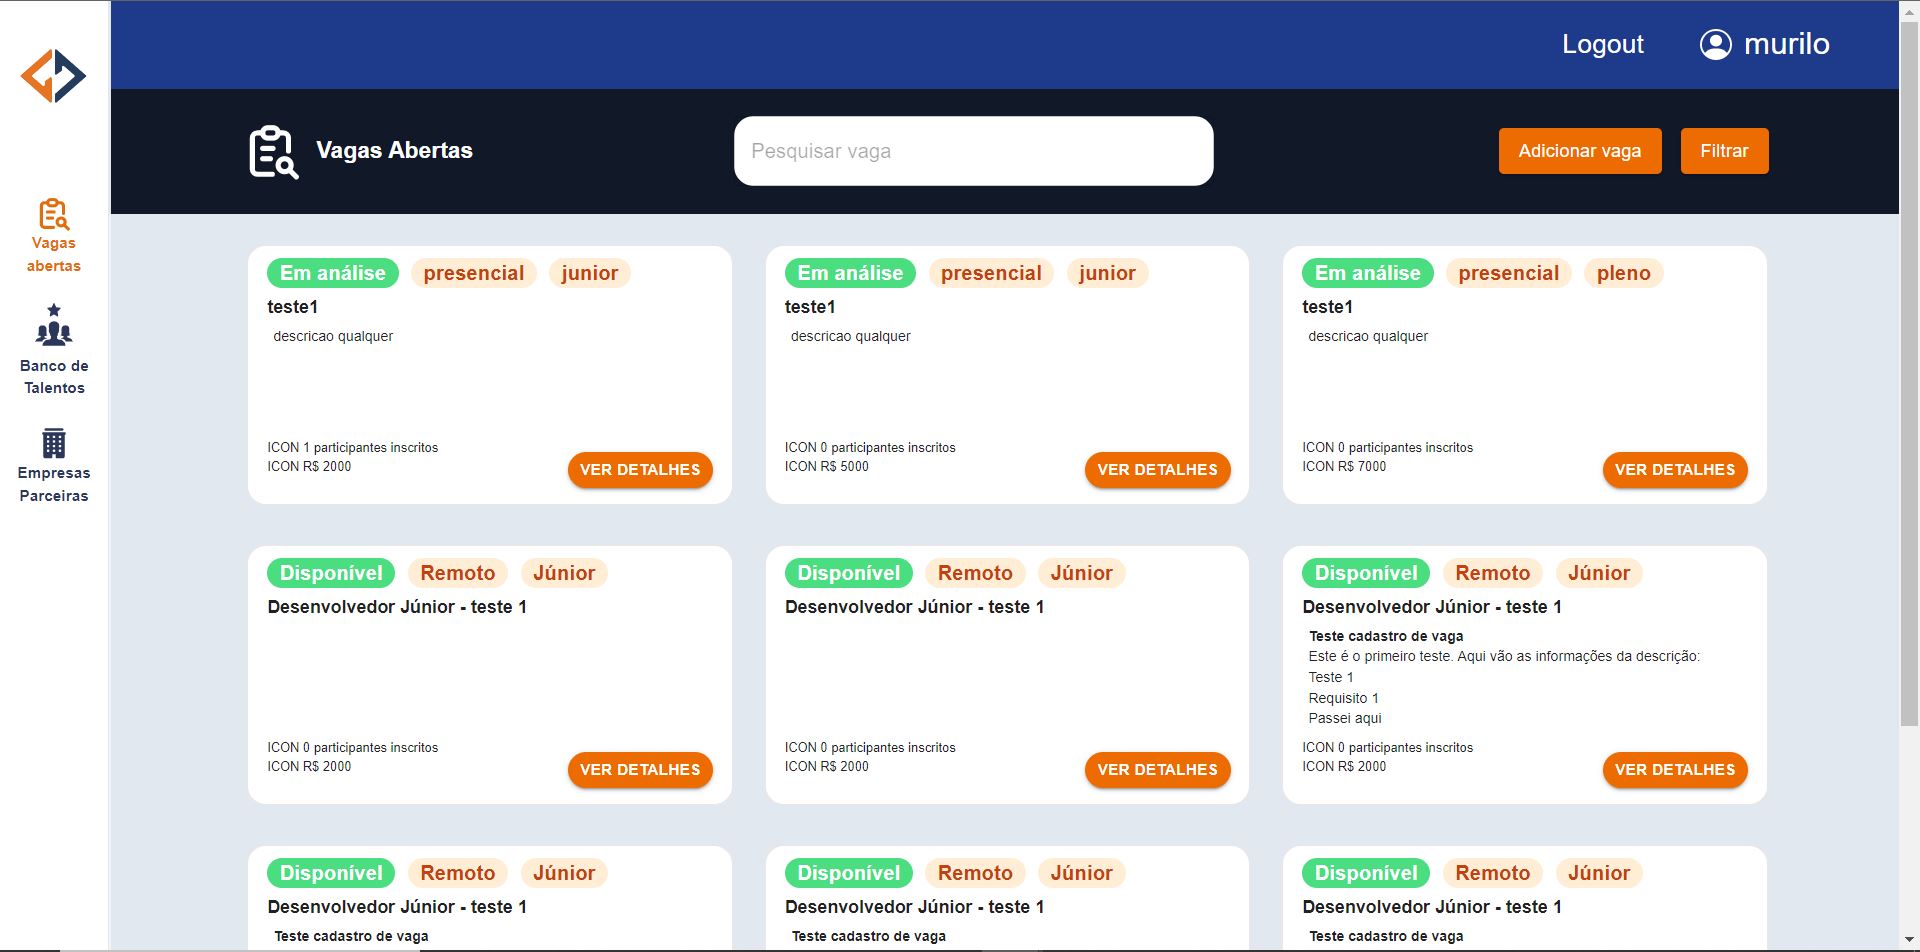 Logout murilo
Vagas Abertas
Pesquisar vaga
Adicionar vaga Filtrar
Vagas
abertas
Banco de
Talentos
Empresas
Parceiras
Em análise presencial junior
teste1
descricao qualquer
ICON 1 participantes inscritos
ICON R$ 2000
VER DETALHES
Em análise presencial junior
teste1
descricao qualquer
ICON 0 participantes inscritos
ICON R$ 5000
VER DETALHES
Em análise presencial pleno
teste1
descricao qualquer
ICON 0 participantes inscritos
ICON R$ 7000
VER DETALHES
Disponível Remoto Júnior
Desenvolvedor Júnior - teste 1
ICON 0 participantes inscritos
ICON R$ 2000
VER DETALHES
Disponível Remoto Júnior
Desenvolvedor Júnior - teste 1
ICON 0 participantes inscritos
ICON R$ 2000
VER DETALHES
Disponível Remoto Júnior
Desenvolvedor Júnior - teste 1
Teste cadastro de vaga
Este é o primeiro teste. Aqui vão as informações da descrição:
Teste 1
Requisito 1
Passei aqui
ICON 0 participantes inscritos
ICON R$ 2000
VER DETALHES
Disponível Remoto Júnior
Desenvolvedor Júnior - teste 1
Teste cadastro de vaga
Disponível Remoto Júnior
Desenvolvedor Júnior - teste 1
Teste cadastro de vaga
Disponível Remoto Júnior
Desenvolvedor Júnior - teste 1
Teste cadastro de vaga